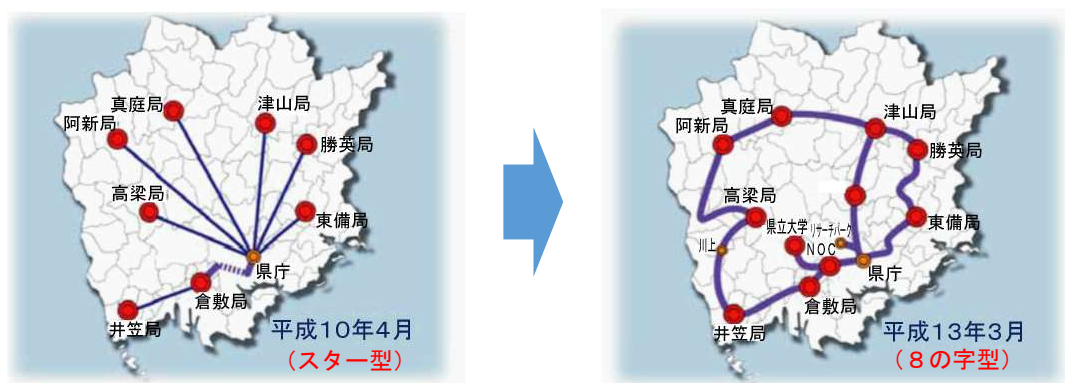 真庭局
津山局
阿新局
勝英局
高梁局
東備局
県庁
倉敷局
井笠局
平成10年4月
(スター型)
真庭局
津山局
阿新局
勝英局
高梁局
東備局
県立大学
リサーチパーク
川上
NOC
県庁
倉敷局
井笠局
平成13年3月
(8の字型)